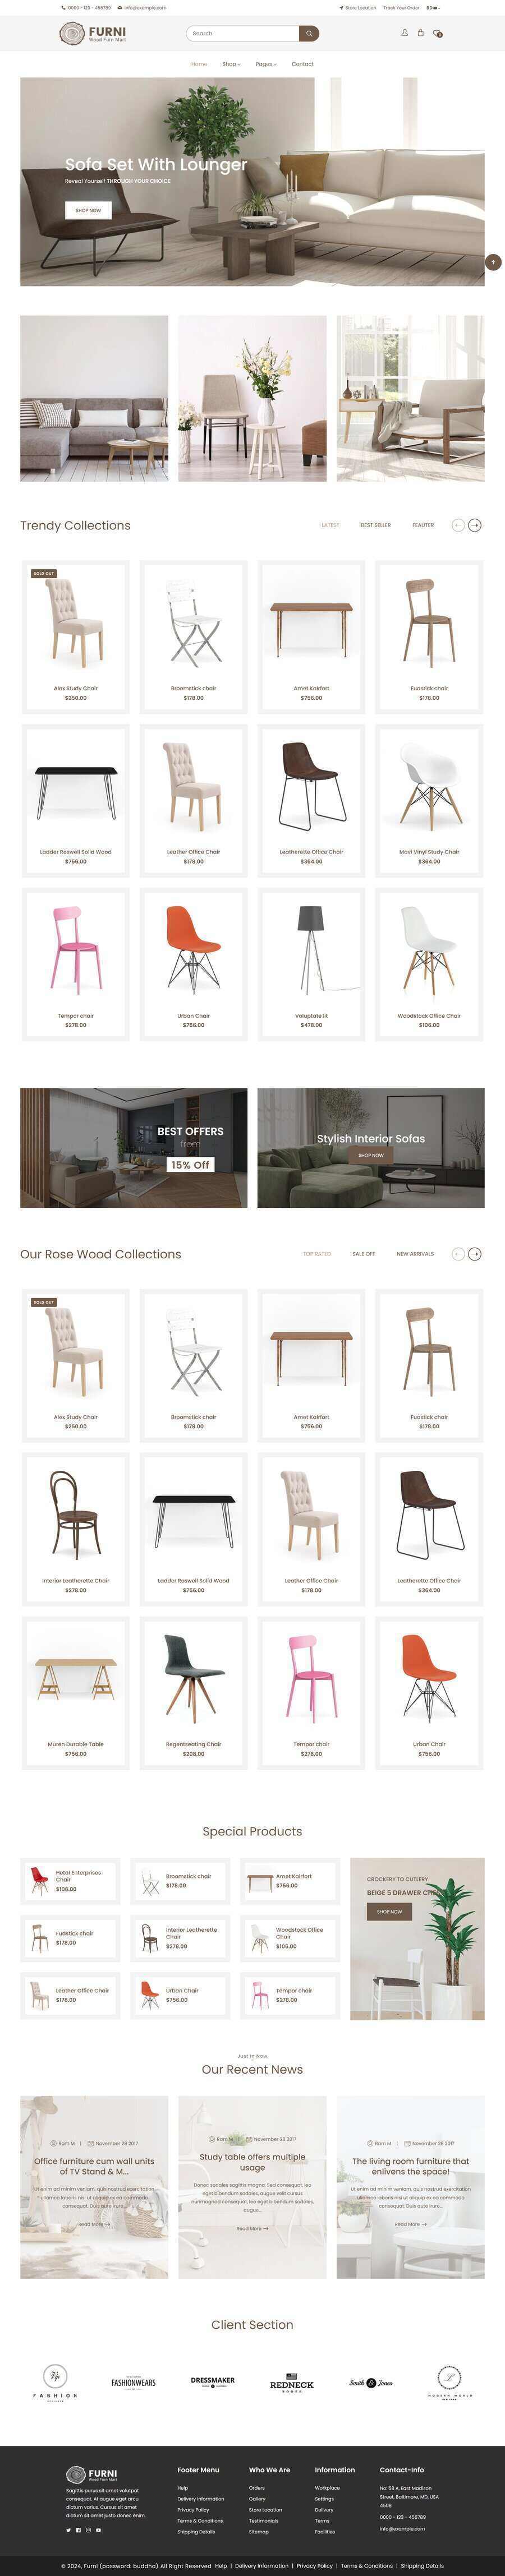 0000 - 123 - 456789 info@example.com
Store Location Track Your Order
FURNI
Wood Furn Mart
Search
0
Home Shop Pages Contact
Sofa Set With Lounger
Reveal Yourself THROUGH YOUR CHOICE
SHOP NOW
Trendy Collections
LATEST BEST SELLER FEAUTER
SOLD OUT
Alex Study Chair Broomstick chair Amet Kalrfort Fuastick chair
$250.00 $178.00 $756.00 $178.00
Ladder Roswell Solid Wood Leather Office Chair Leatherette Office Chair Mavi Vinyl Study Chair
$756.00 $178.00 $364.00 $364.00
Tempor chair Urban Chair Voluptate lit Woodstock Office Chair
$278.00 $756.00 $478.00 $106.00
BEST OFFERS
from
15% Off
Stylish Interior Sofas
SHOP NOW
Our Rose Wood Collections
TOP RATED SALE OFF NEW ARRIVALS
SOLD OUT
Alex Study Chair Broomstick chair Amet Kalrfort Fuastick chair
$250.00 $178.00 $756.00 $178.00
Interior Leatherette Chair Ladder Roswell Solid Wood Leather Office Chair Leatherette Office Chair
$278.00 $756.00 $178.00 $364.00
Muren Durable Table Regentseating Chair Tempor chair Urban Chair
$756.00 $208.00 $278.00 $756.00
Special Products
Hetal Enterprises
Chair
$106.00
Broomstick chair
$178.00
Amet Kalrfort
$756.00
Fuastick chair
$178.00
Interior Leatherette
Chair
$278.00
Woodstock Office
Chair
$106.00
Leather Office Chair
$178.00
Urban Chair
$756.00
Tempor chair
$278.00
CROCKERY TO CUTLERY
BEIGE 5 DRAWER
SHOP NOW
Just In Now
Our Recent News
Ram M | November 28 2017
Office furniture cum wall units
of TV Stand & M...
Ut enim ad minim veniam, quis nostrud exercitation
ullamco laboris nisi ut aliquip ex ea commodo
consequat. Duis aute irure...
Read More
Ram M | November 28 2017
Study table offers multiple
usage
Donec sodales sagittis magna. Sed consequat, leo
eget bibendum sodales, augue velit cursus
nunmagnad consequat, leo eget bibendum sodales,
augue...
Read More
Ram M | November 28 2017
The living room furniture that
enlivens the space!
Ut enim ad minim veniam, quis nostrud exercitation
ullamco laboris nisi ut aliquip ex ea commodo
consequat. Duis aute irure...
Read More
Client Section
FASHION
FASHIONWEARS
DRESSMAKER
REDNECK
BOOTS
Smith & Jones
MODERN WORLD
FURNI
Wood Furn Mart
Sagittis purus sit amet volutpat
consequat. At augue eget arcu
dictum varius. Cursus sit amet
dictum sit amet justo donec enim.
Footer Menu
Help
Delivery Information
Privacy Policy
Terms & Conditions
Shipping Details
Who We Are
Orders
Gallery
Store Location
Testimonials
Sitemap
Information
Workplace
Settings
Delivery
Terms
Facilities
Contact-Info
No: 58 A, East Madison
Street, Baltimore, MD, USA
4508
0000 - 123 - 456789
info@example.com
© 2024, Furni (password: buddha) All Right Reserved Help | Delivery Information | Privacy Policy | Terms & Conditions | Shipping Details